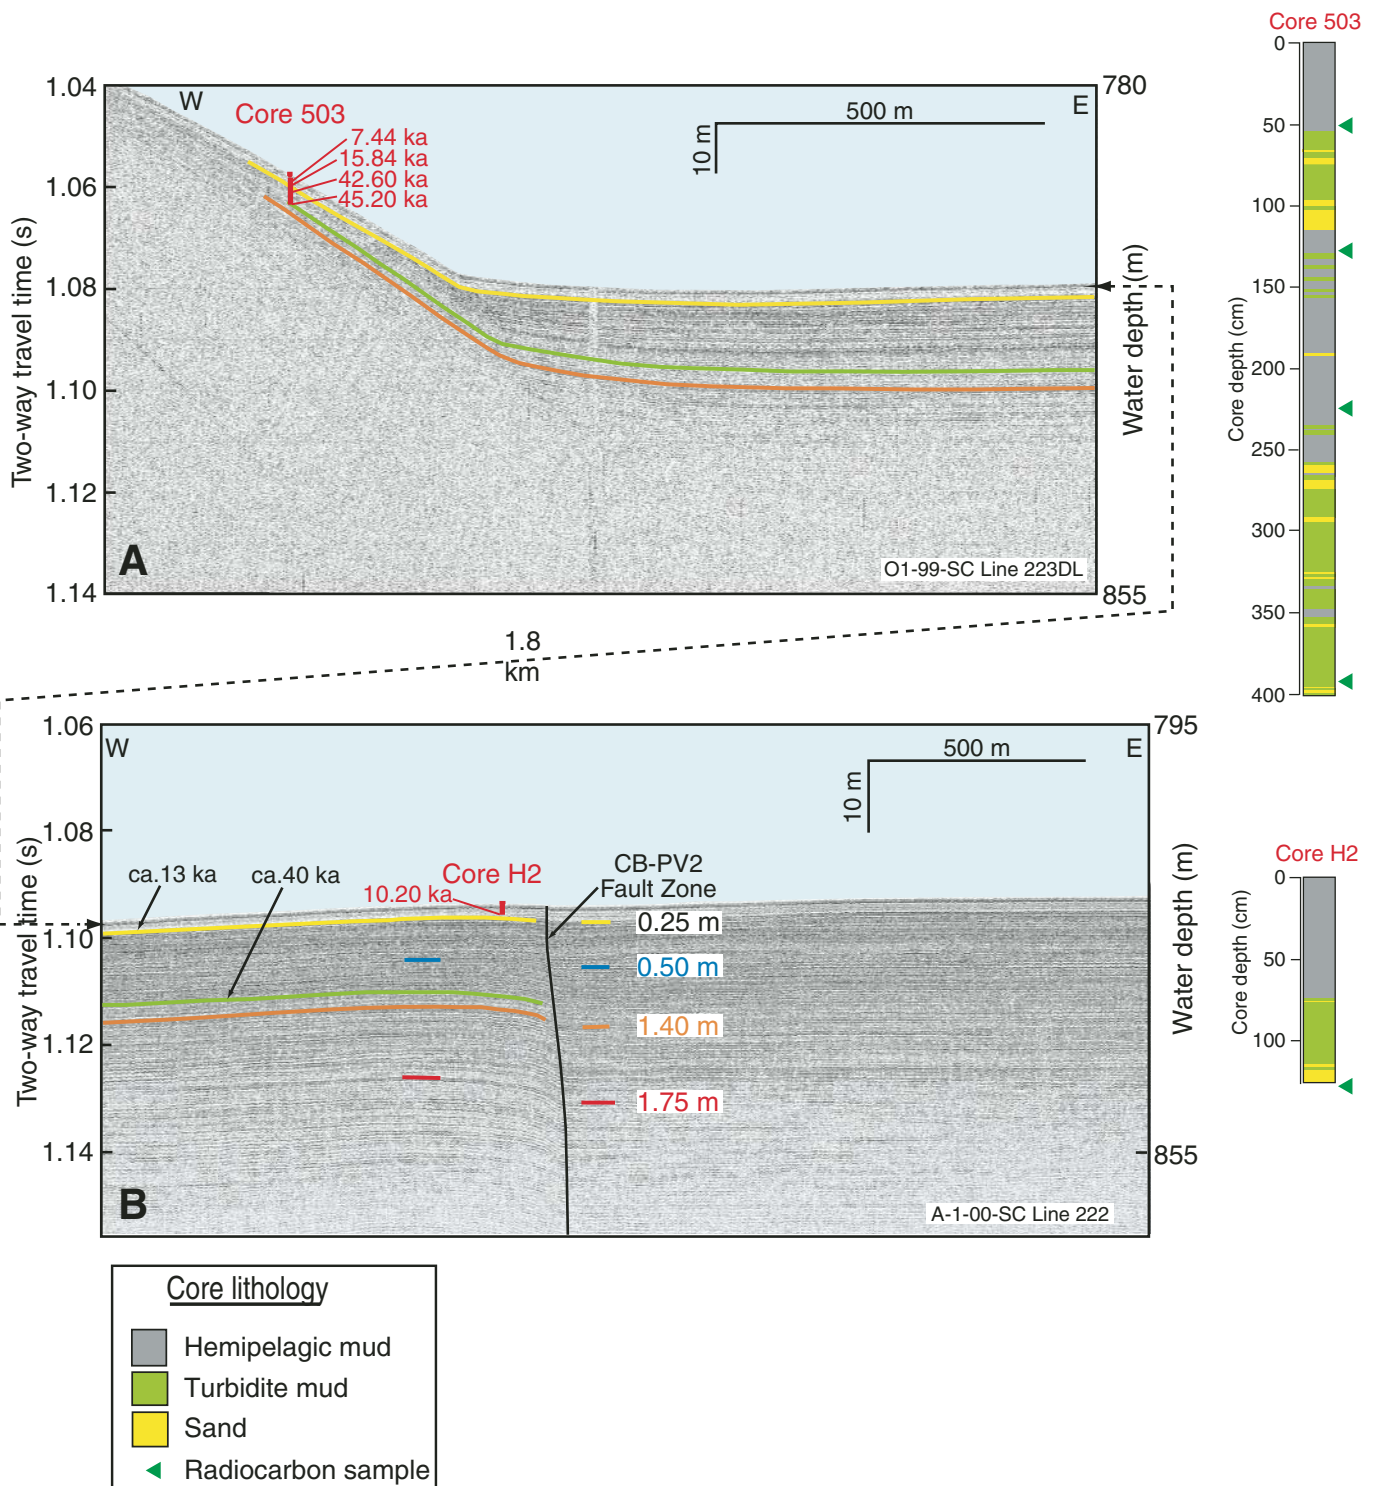 Core 503
0
50
100
150
200
250
300
350
400
Core depth (cm)
1.04
1.06
1.08
1.10
1.12
1.14
Two-way travel time (s)
W
E
780
855
Water depth (m)
Core 503
7.44 ka
15.84 ka
42.60 ka
45.20 ka
500 m
10 m
A
O1-99-SC Line 223DL
1.8
km
1.06
1.08
1.10
1.12
1.14
Two-way travel time (s)
W
E
795
855
Water depth (m)
500 m
10 m
ca.13 ka
ca.40 ka
10.20 ka
Core H2
CB-PV2
Fault Zone
0.25 m
0.50 m
1.40 m
1.75 m
B
A-1-00-SC Line 222
Core H2
0
50
100
Core depth (cm)
Core lithology
Hemipelagic mud
Turbidite mud
Sand
Radiocarbon sample